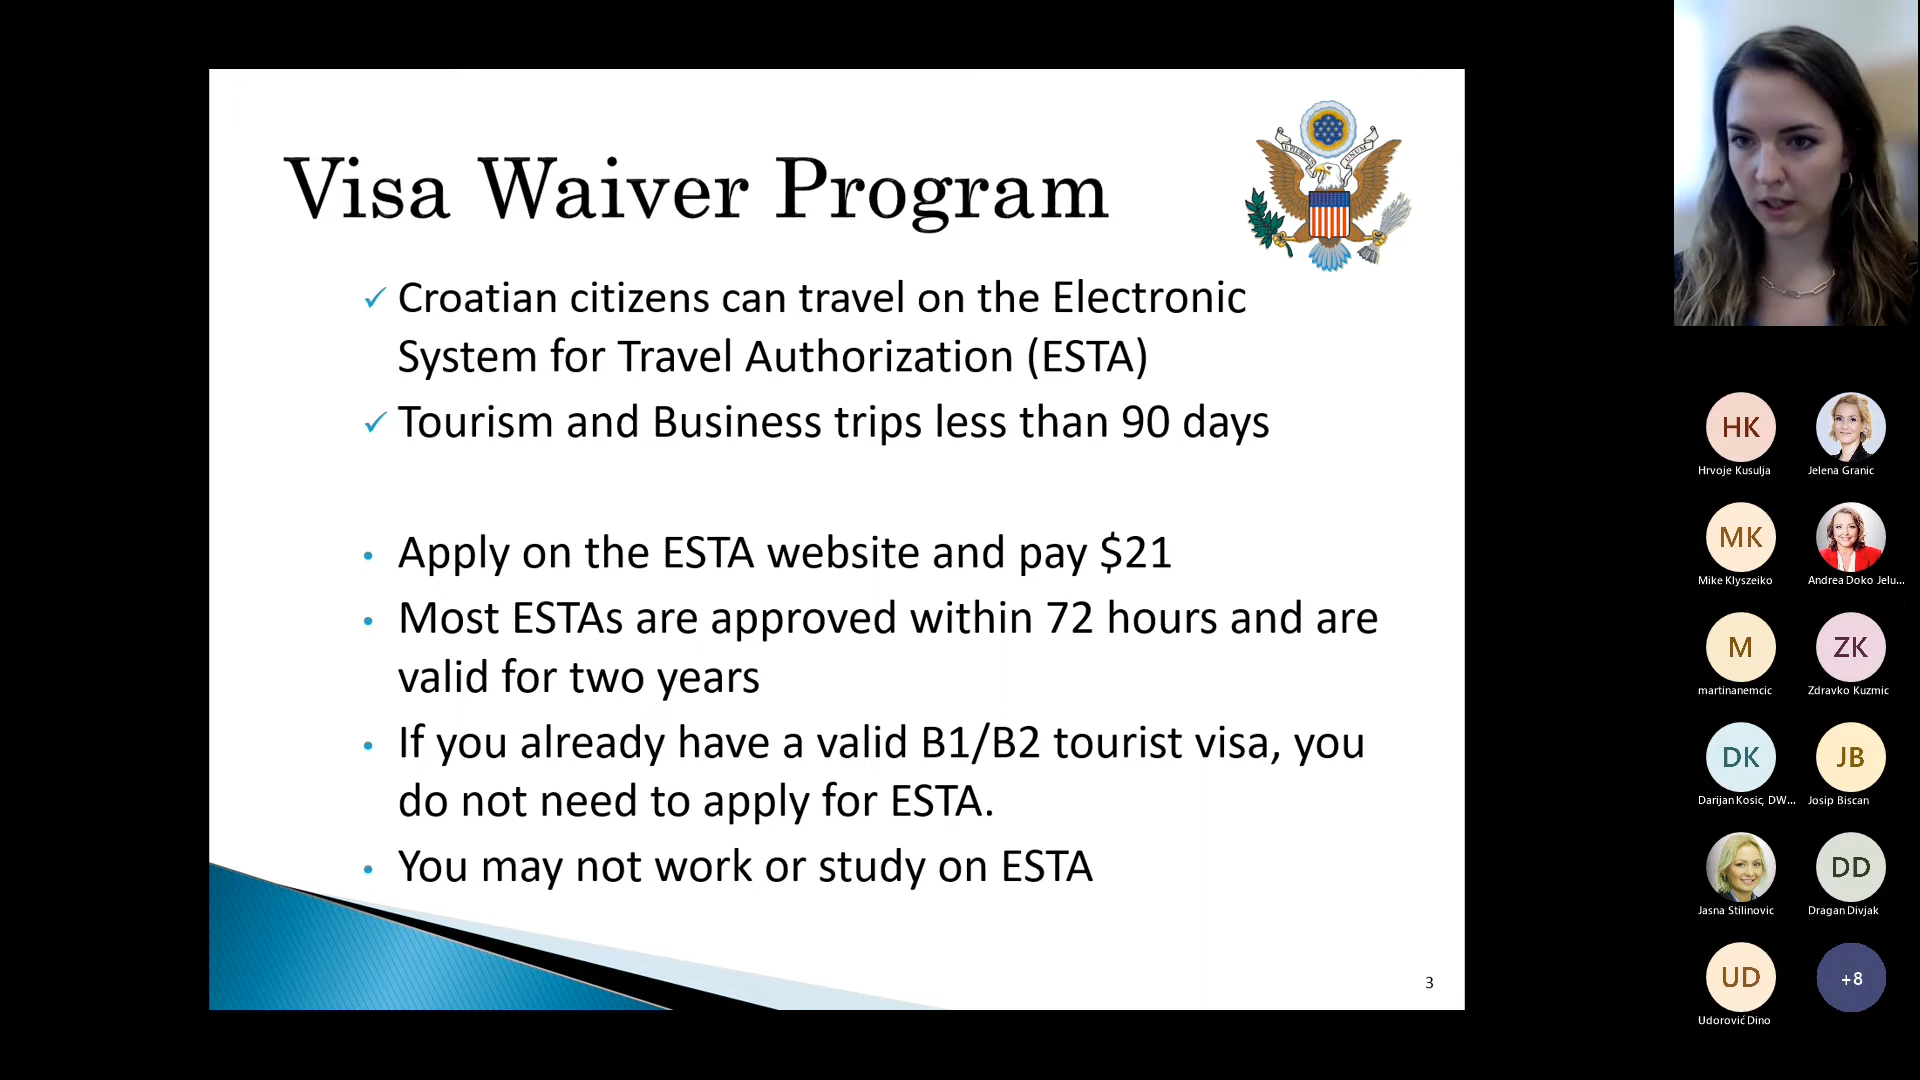 Visa Waiver Program
✓ Croatian citizens can travel on the Electronic
System for Travel Authorization (ESTA)
✓ Tourism and Business trips less than 90 days
• Apply on the ESTA website and pay $21
• Most ESTAs are approved within 72 hours and are
valid for two years
• If you already have a valid B1/B2 tourist visa, you
do not need to apply for ESTA.
• You may not work or study on ESTA
3
HK
Hrvoje Kusulja
Jelena Granic
MK
Mike Klyszeiko
Andrea Doko Jelu...
M
martinanemcic
ZK
Zdravko Kuzmic
DK
Darijan Kosic, DW...
JB
Josip Biscan
Jasna Stilinovic
DD
Dragan Divjak
UD
Udorović Dino
+8